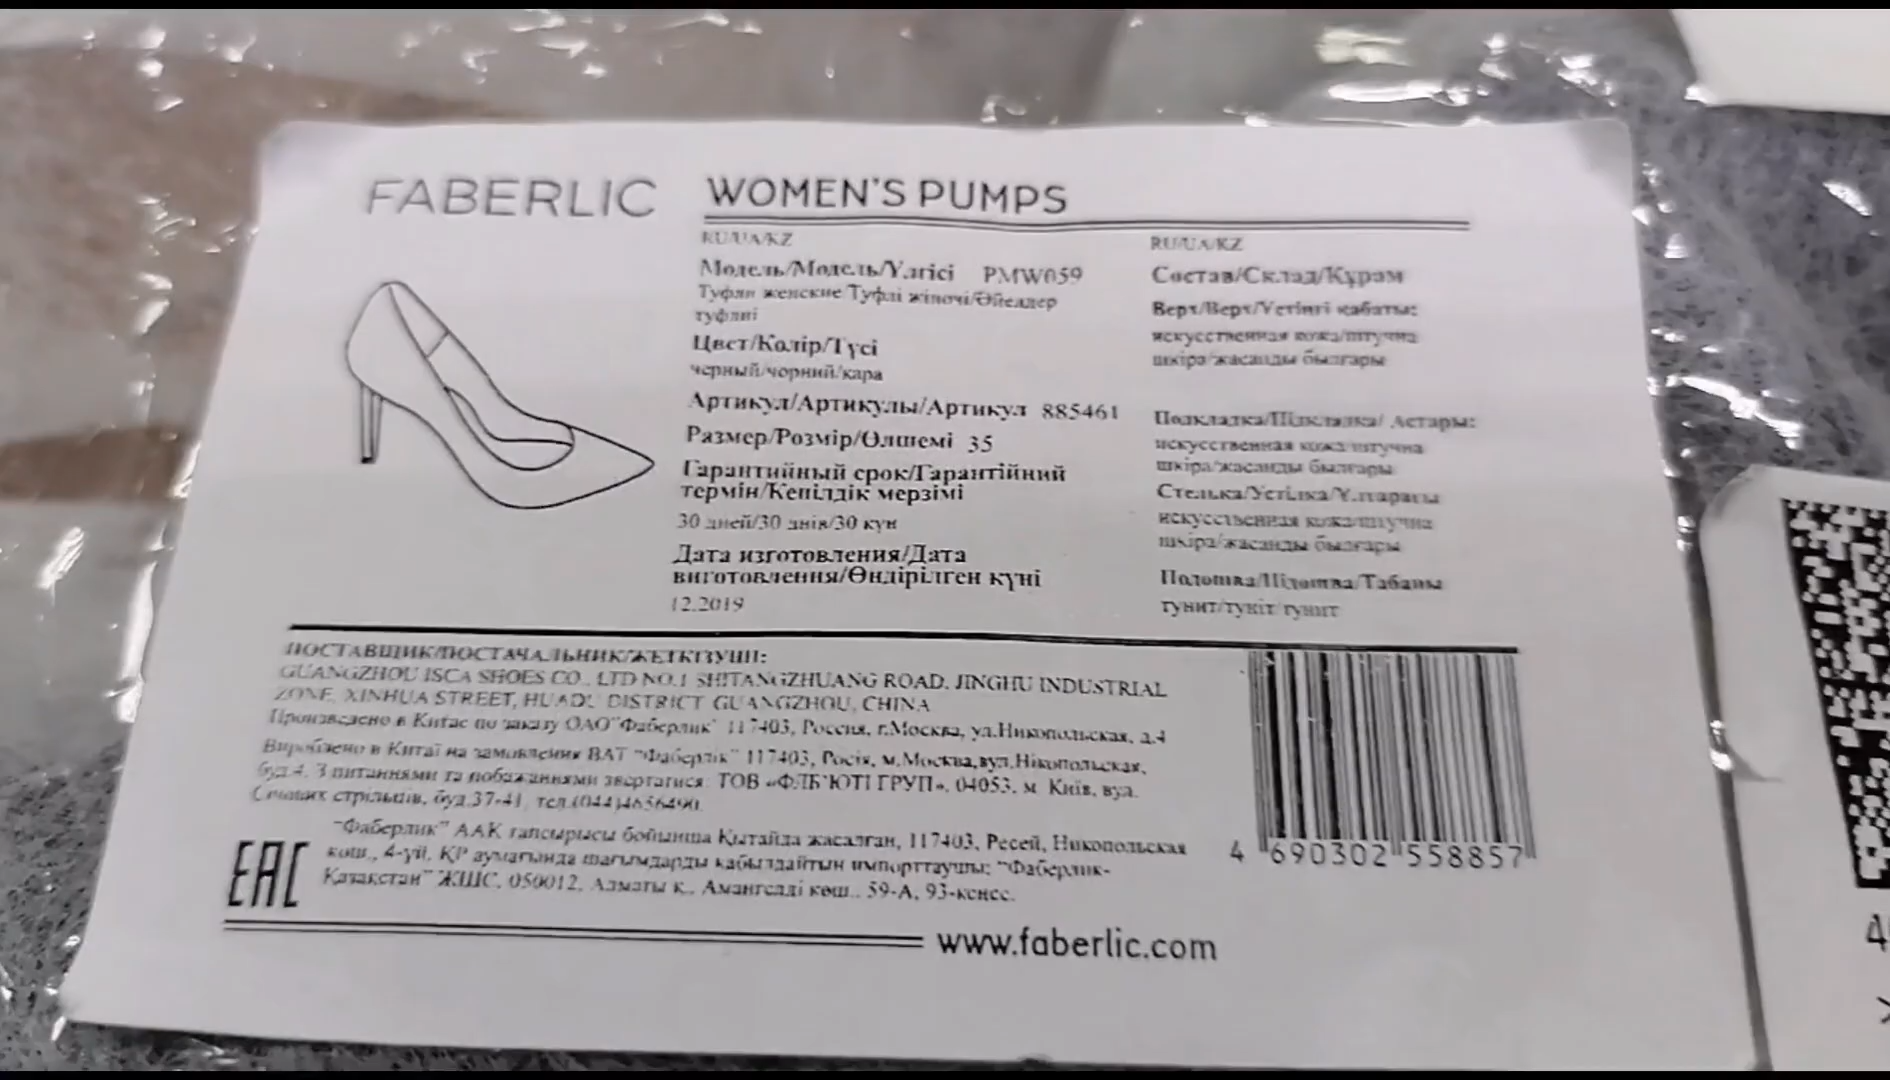 FABERLIC
WOMEN'S PUMPS
RU/UA/KZ
Модель/Модель/Үлгісі PMW059
Туфли женские/Туфлі жіночі/Әйелдер
туфлиі
Цвет/Колір/Түсі
черный/чорний/кара
Артикул/Артикулы/Артикул 885461
Размер/Розмір/Өлшемі 35
Гарантийный срок/Гарантійний
термін/Кепілдік мерзімі
30 дней/30 днів/30 күн
Дата изготовления/Дата
виготовлення/Өндірілген күні
12.2019
RU/UA/KZ
Состав/Склад/Құрам
Верх/Верх/Үстіңгі қабаты:
искусственная кожа/штучна
шкіра/жасанды былғары
Подкладка/Підкладка/ Астары:
искусственная кожа/штучна
шкіра/жасанды былғары
Стелька/Устілка/Ұлтарағы
искусственная кожа/штучна
шкіра/жасанды былғары
Подошва/Підошва/Табаны
тунит/туніт/тунит
ПОСТАВЩИК/ПОСТАЧАЛЬНИК/ЖЕТКІЗУШІ:
GUANGZHOU ISCA SHOES CO., LTD NO.1 SHITANGZHUANG ROAD, JINGHU INDUSTRIAL
ZONE, XINHUA STREET, HUADU DISTRICT GUANGZHOU, CHINA
Произведено в Китае по заказу ОАО"Фаберлик" 117403, Россия, г.Москва, ул.Никопольская, д.4
Вироблено в Китаї на замовлення ВАТ "Фаберлік" 117403, Росія, м.Москва,вул.Нікопольская,
буд.4. З питаннями та побажаннями звертатися: ТОВ «ФЛБ'ЮТІ ГРУП», 04053, м. Київ, вул.
Січових стрільців, буд.37-41, тел.(044)4656490
"Фаберлик" ААҚ тапсырысы бойынша Қытайда жасалған, 117403, Ресей, Никопольская
көш., 4-үй, ҚР аумағында шағымдарды қабылдайтын импорттаушы: "Фаберлик-
Қазақстан" ЖШС, 050012, Алматы қ., Амангелді көш., 59-А, 93-кеңсе.
EAC
4 690302 558857
www.faberlic.com